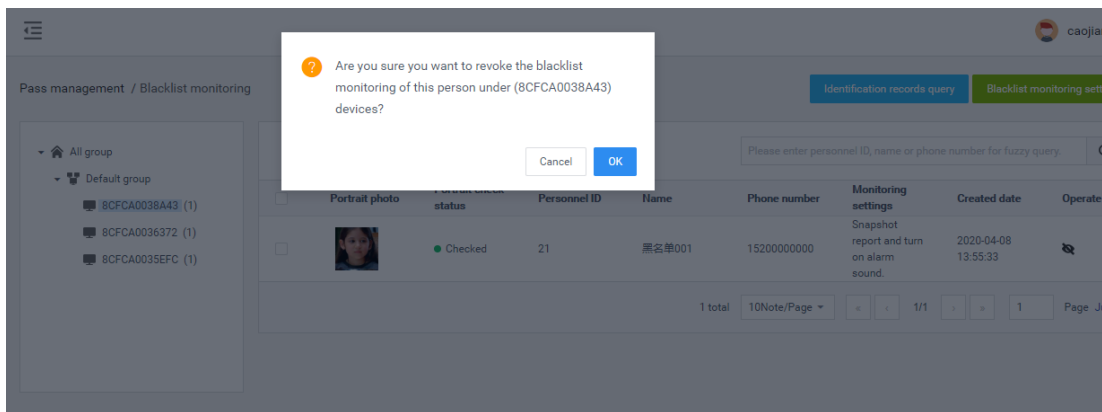 caojia
Are you sure you want to revoke the blacklist
monitoring of this person under (8CFCA0038A43)
devices?
Cancel OK
Pass management / Blacklist monitoring
Identification records query
Blacklist monitoring set
All group
Default group
8CFCA0038A43 (1)
8CFCA0036372 (1)
8CFCA0035EFC (1)
Please enter personnel ID, name or phone number for fuzzy query.
Portrait photo
Portrait check
status
Personnel ID
Name
Phone number
Monitoring
settings
Created date
Operate
Checked
21
黑名单001
15200000000
Snapshot
report and turn
on alarm
sound.
2020-04-08
13:55:33
1 total 10Note/Page « ‹ 1/1 › » 1 Page J